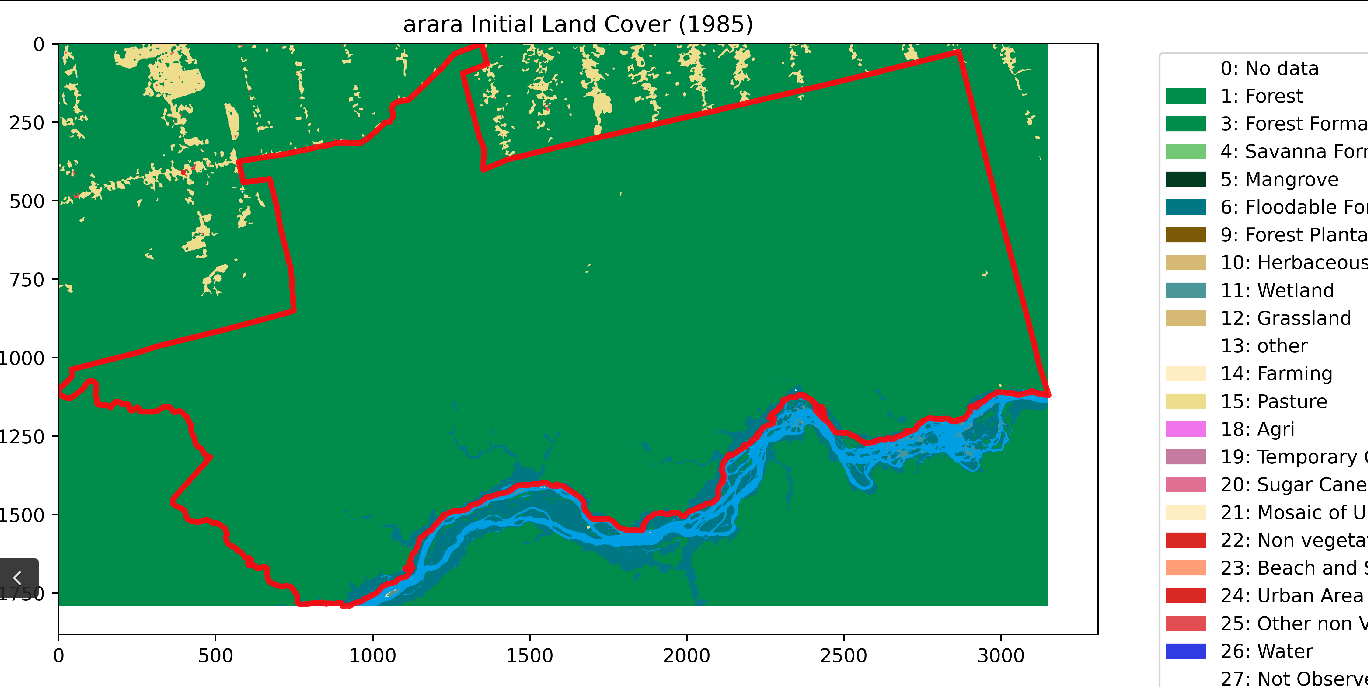 arara Initial Land Cover (1985)
0
250
500
750
1000
1250
1500
1750
0
500
1000
1500
2000
2500
3000
0: No data
1: Forest
3: Forest Forma
4: Savanna For
5: Mangrove
6: Floodable Fo
9: Forest Planta
10: Herbaceous
11: Wetland
12: Grassland
13: other
14: Farming
15: Pasture
18: Agri
19: Temporary
20: Sugar Cane
21: Mosaic of U
22: Non vegeta
23: Beach and S
24: Urban Area
25: Other non V
26: Water
27: Not Observe